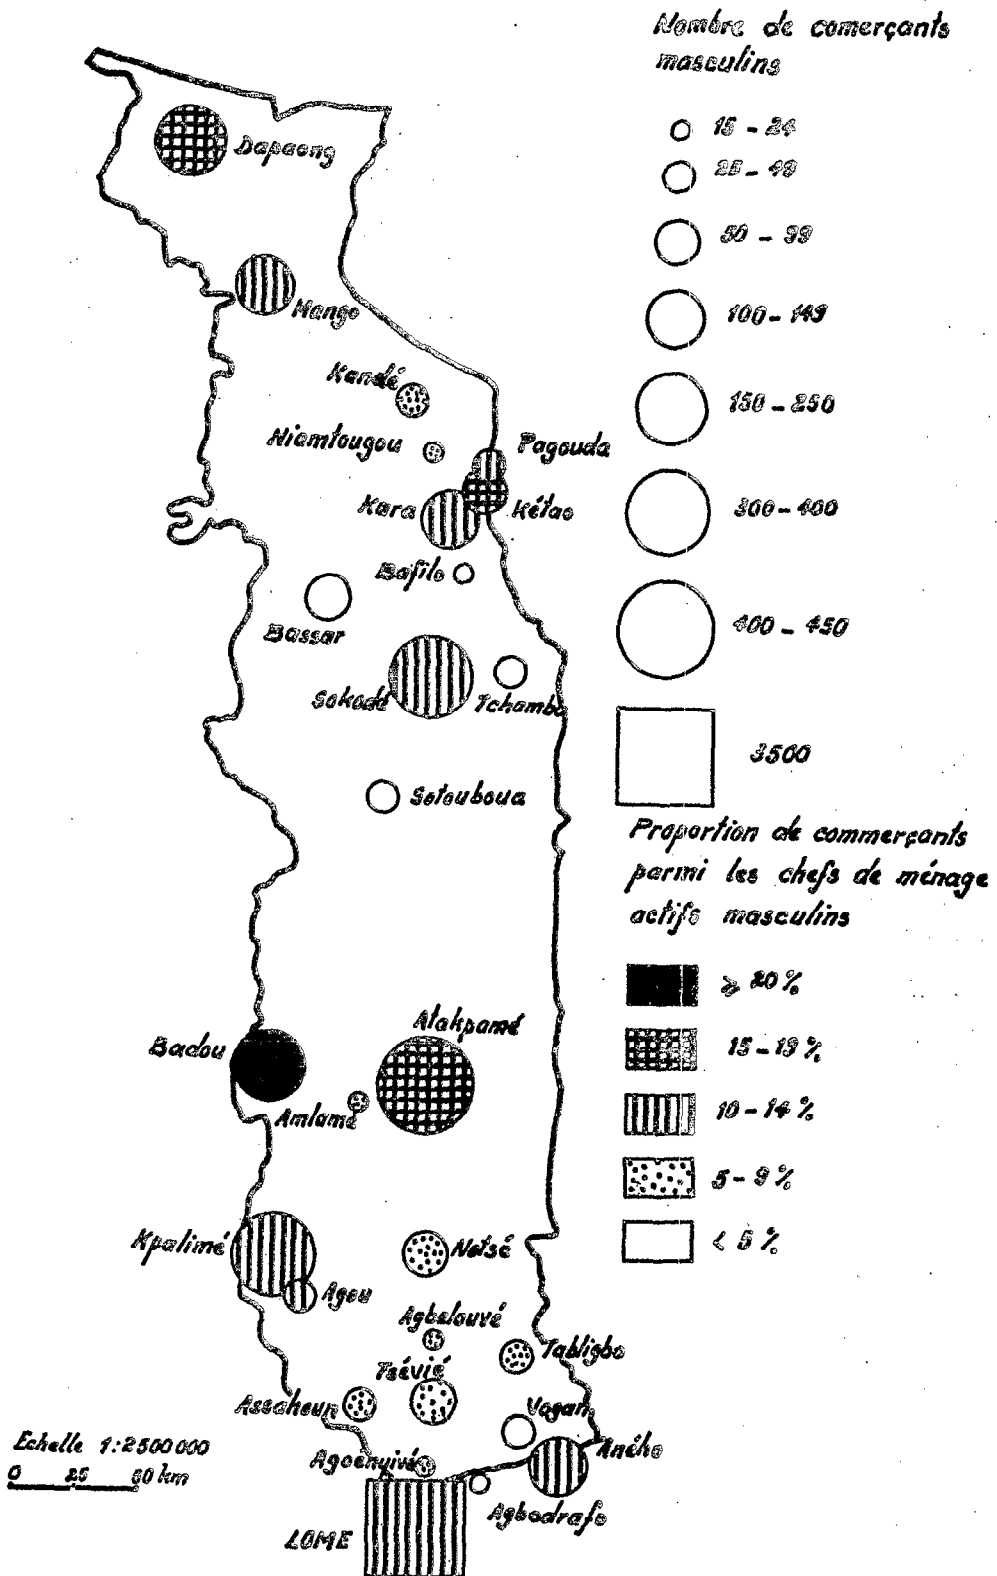 Nombre de comerçants
masculins
15 - 24
25 - 49
50 - 99
100 - 149
150 - 250
300 - 400
400 - 450
3500
Proportion de commerçants
parmi les chefs de ménage
actifs masculins
⩾ 20 %
15 - 19 %
10 - 14 %
5 - 9 %
< 5 %
Dapaong
Mango
Kandé
Niamtougou
Pagouda
Kara
Kétao
Bafilo
Bassar
Sokodé
Tchamba
Sotouboua
Badou
Atakpamé
Amlamé
Kpalimé
Notsé
Agou
Agbélouvé
Tabligbo
Tsévié
Assahoun
Vogan
Agoényivé
Aného
Agbodrafo
LOME
Echelle 1:2500000
0 25 50 km